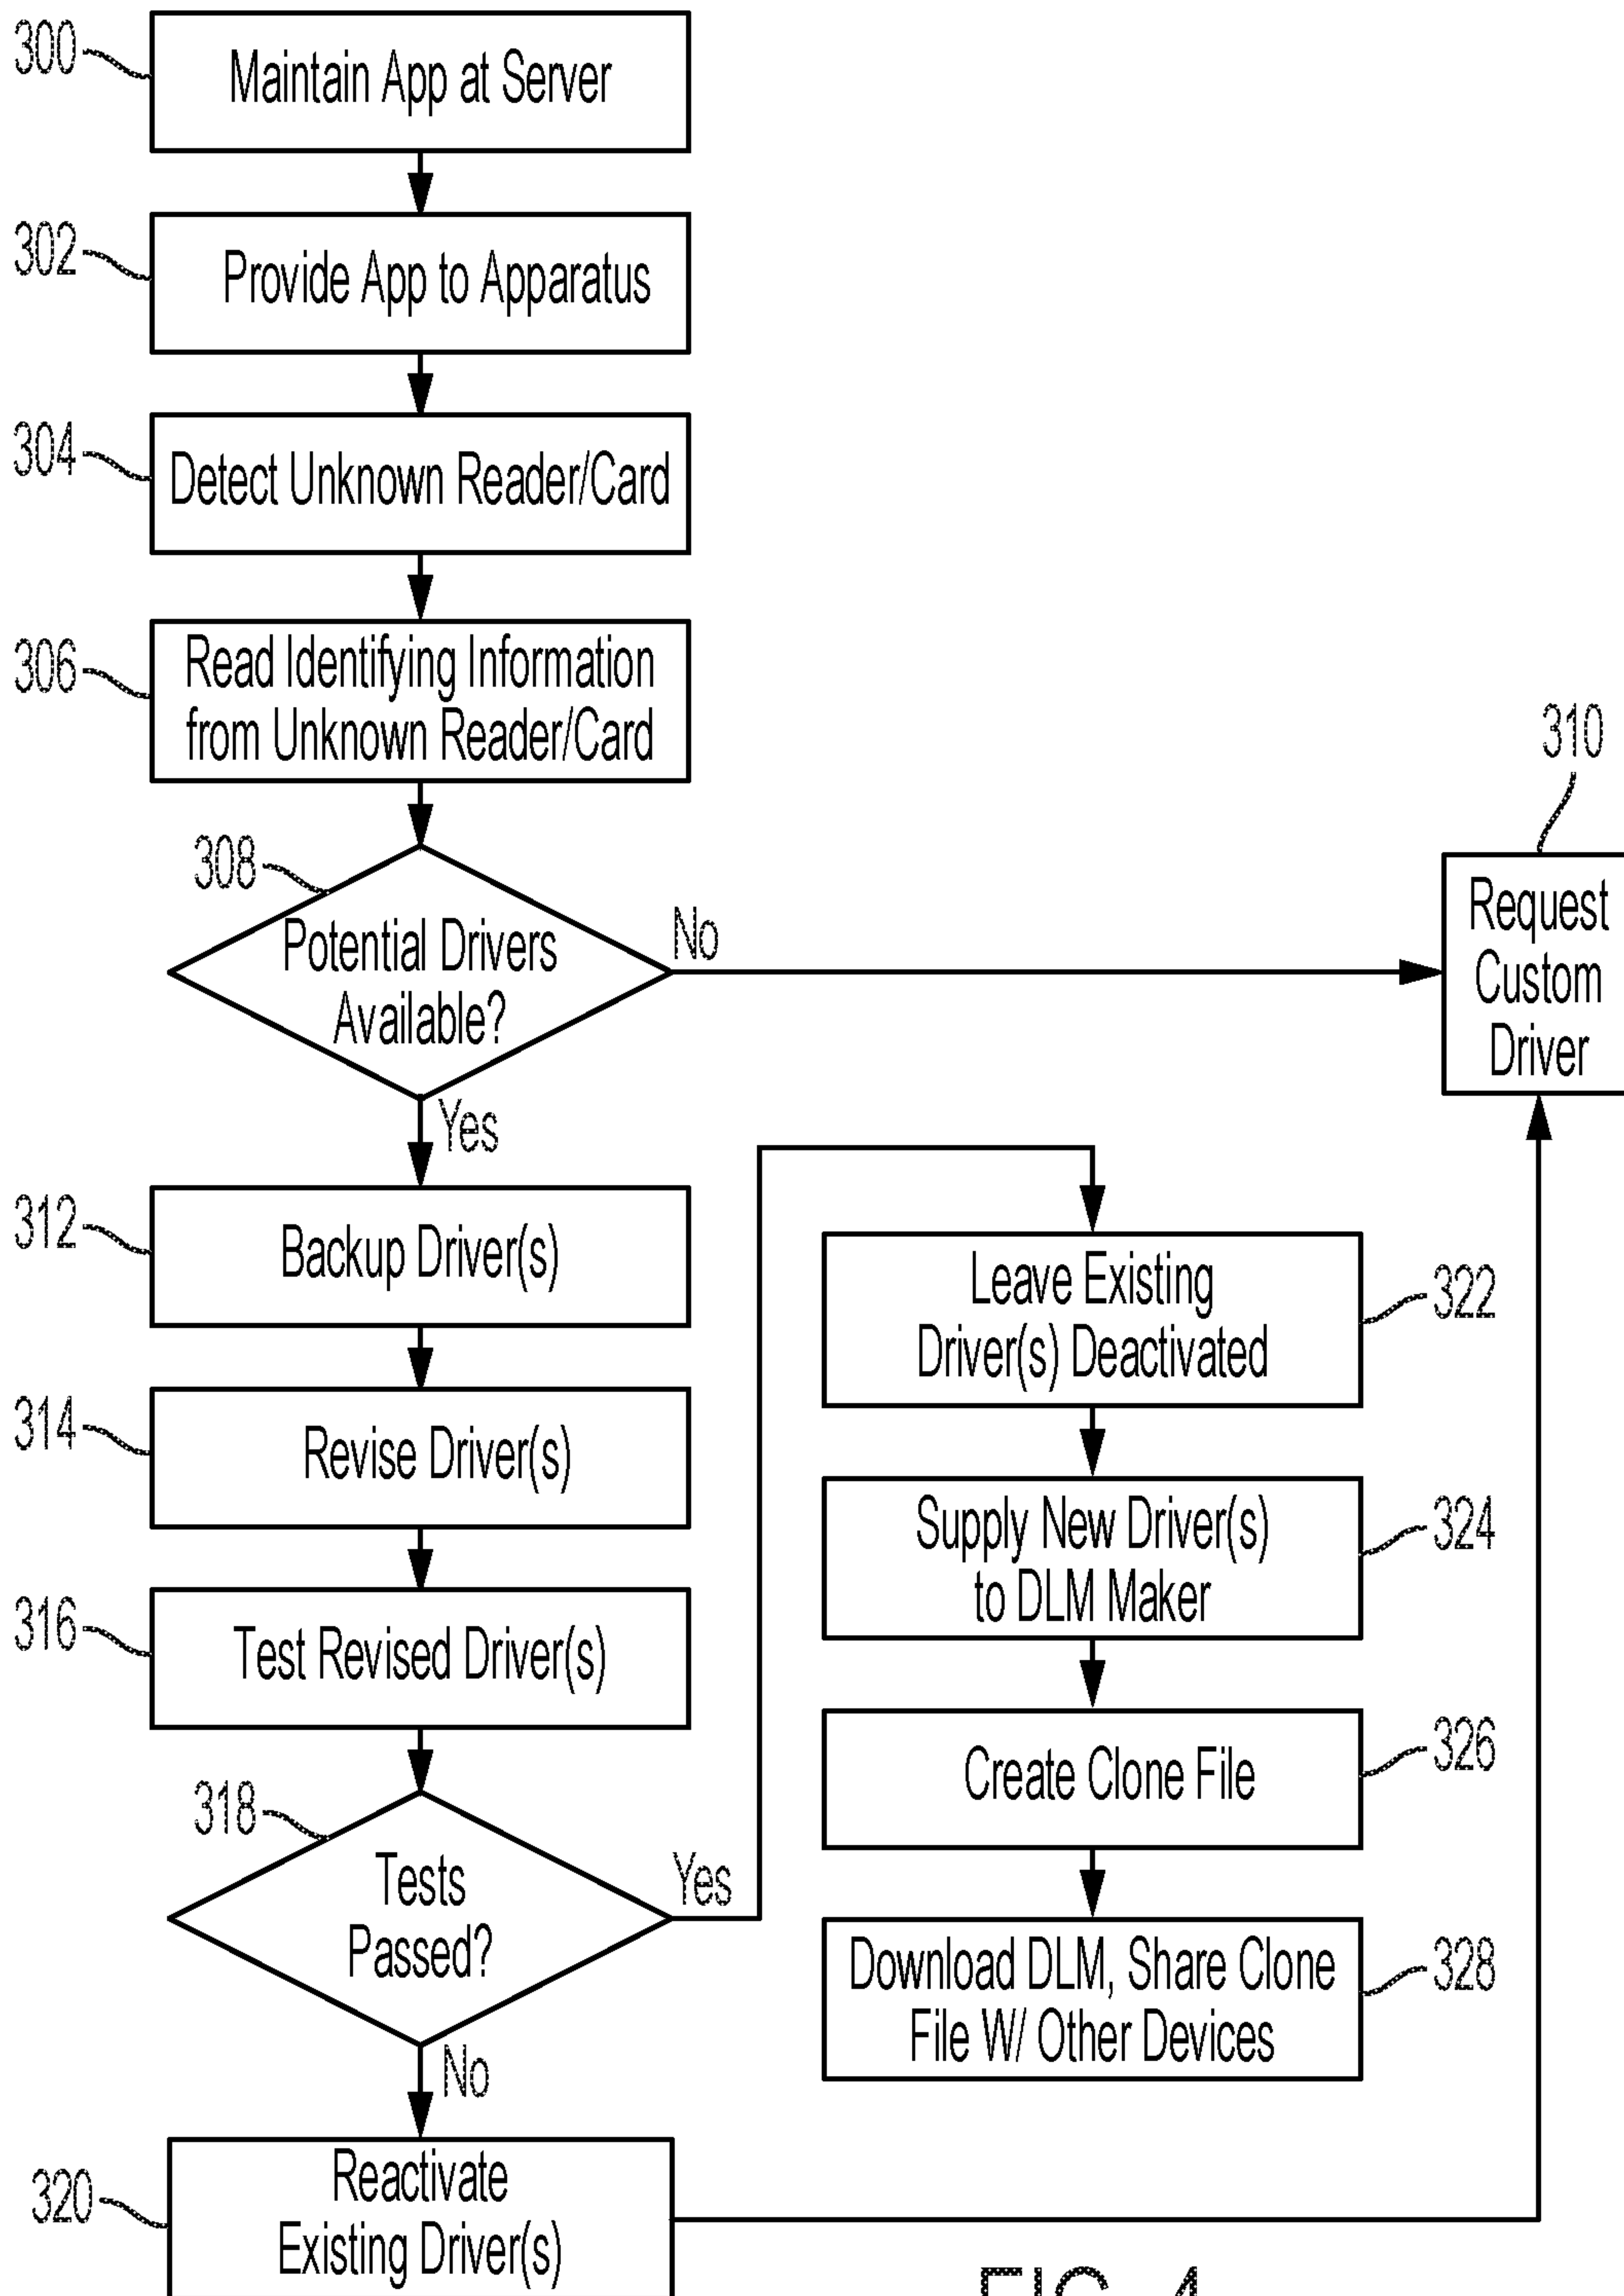 300
Maintain App at Server
302
Provide App to Apparatus
304
Detect Unknown Reader/Card
306
Read Identifying Information
from Unknown Reader/Card
308
Potential Drivers
Available?
No
Yes
310
Request
Custom
Driver
312
Backup Driver(s)
314
Revise Driver(s)
316
Test Revised Driver(s)
318
Tests
Passed?
Yes
No
320
Reactivate
Existing Driver(s)
Leave Existing
Driver(s) Deactivated
322
Supply New Driver(s)
to DLM Maker
324
Create Clone File
326
Download DLM, Share Clone
File W/ Other Devices
328
FIG. 4